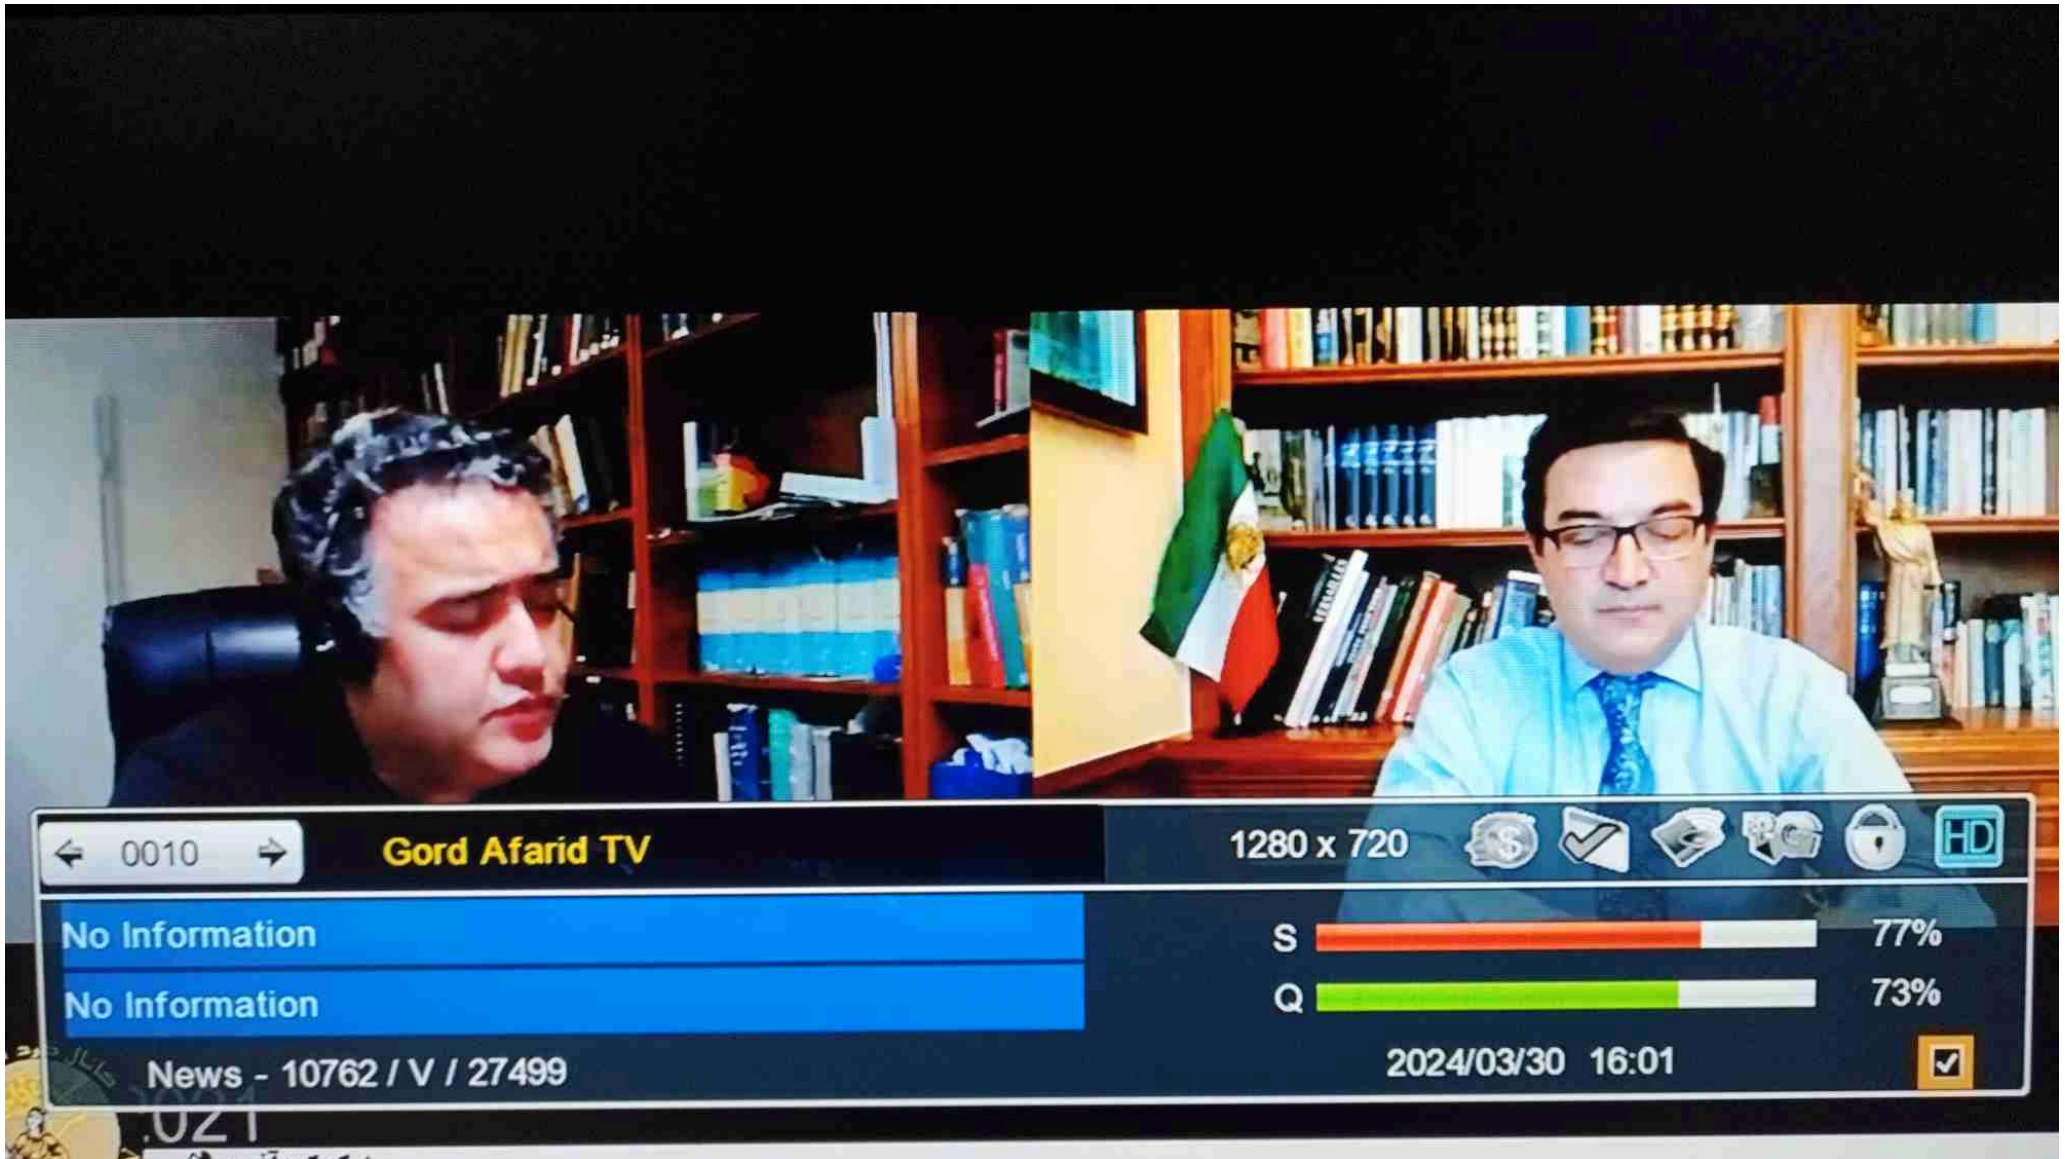 0010
Gord Afarid TV
1280 x 720
HD
No Information
S
77%
No Information
Q
73%
News - 10762 / V / 27499
2024/03/30 16:01
021